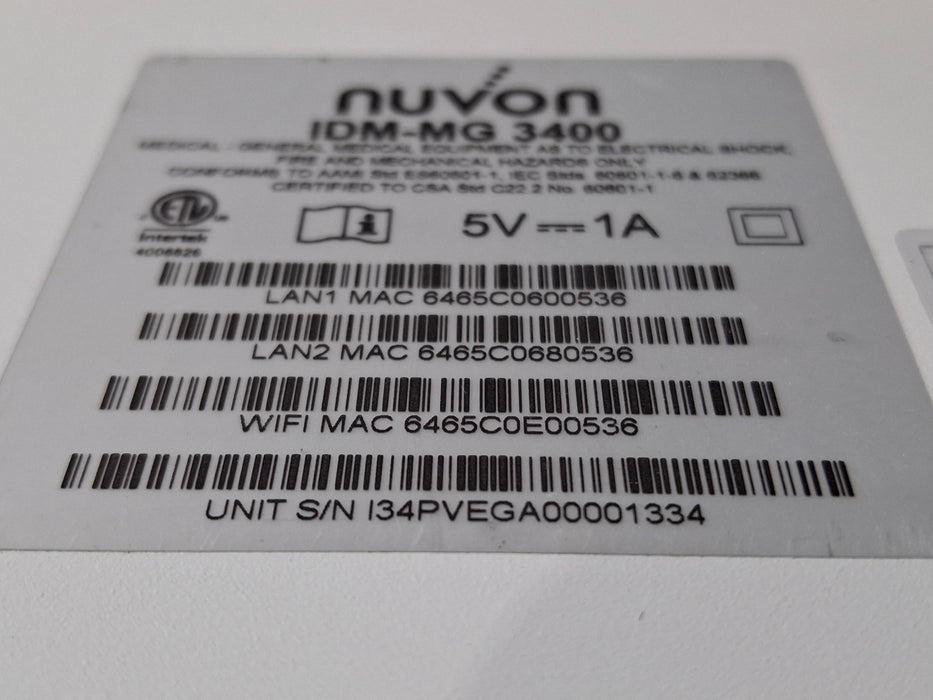 nuvon
IDM-MG 3400
MEDICAL - GENERAL MEDICAL EQUIPMENT AS TO ELECTRICAL SHOCK,
FIRE AND MECHANICAL HAZARDS ONLY
CONFORMS TO AAMI Std ES60601-1, IEC Stds. 60601-1-6 & 62366
CERTIFIED TO CSA Std C22.2 No. 60601-1
ETL
Intertek
5V 1A
LAN1 MAC 6465C0600536
LAN2 MAC 6465C0680536
WIFI MAC 6465C0E00536
UNIT S/N I34PVEGA00001334